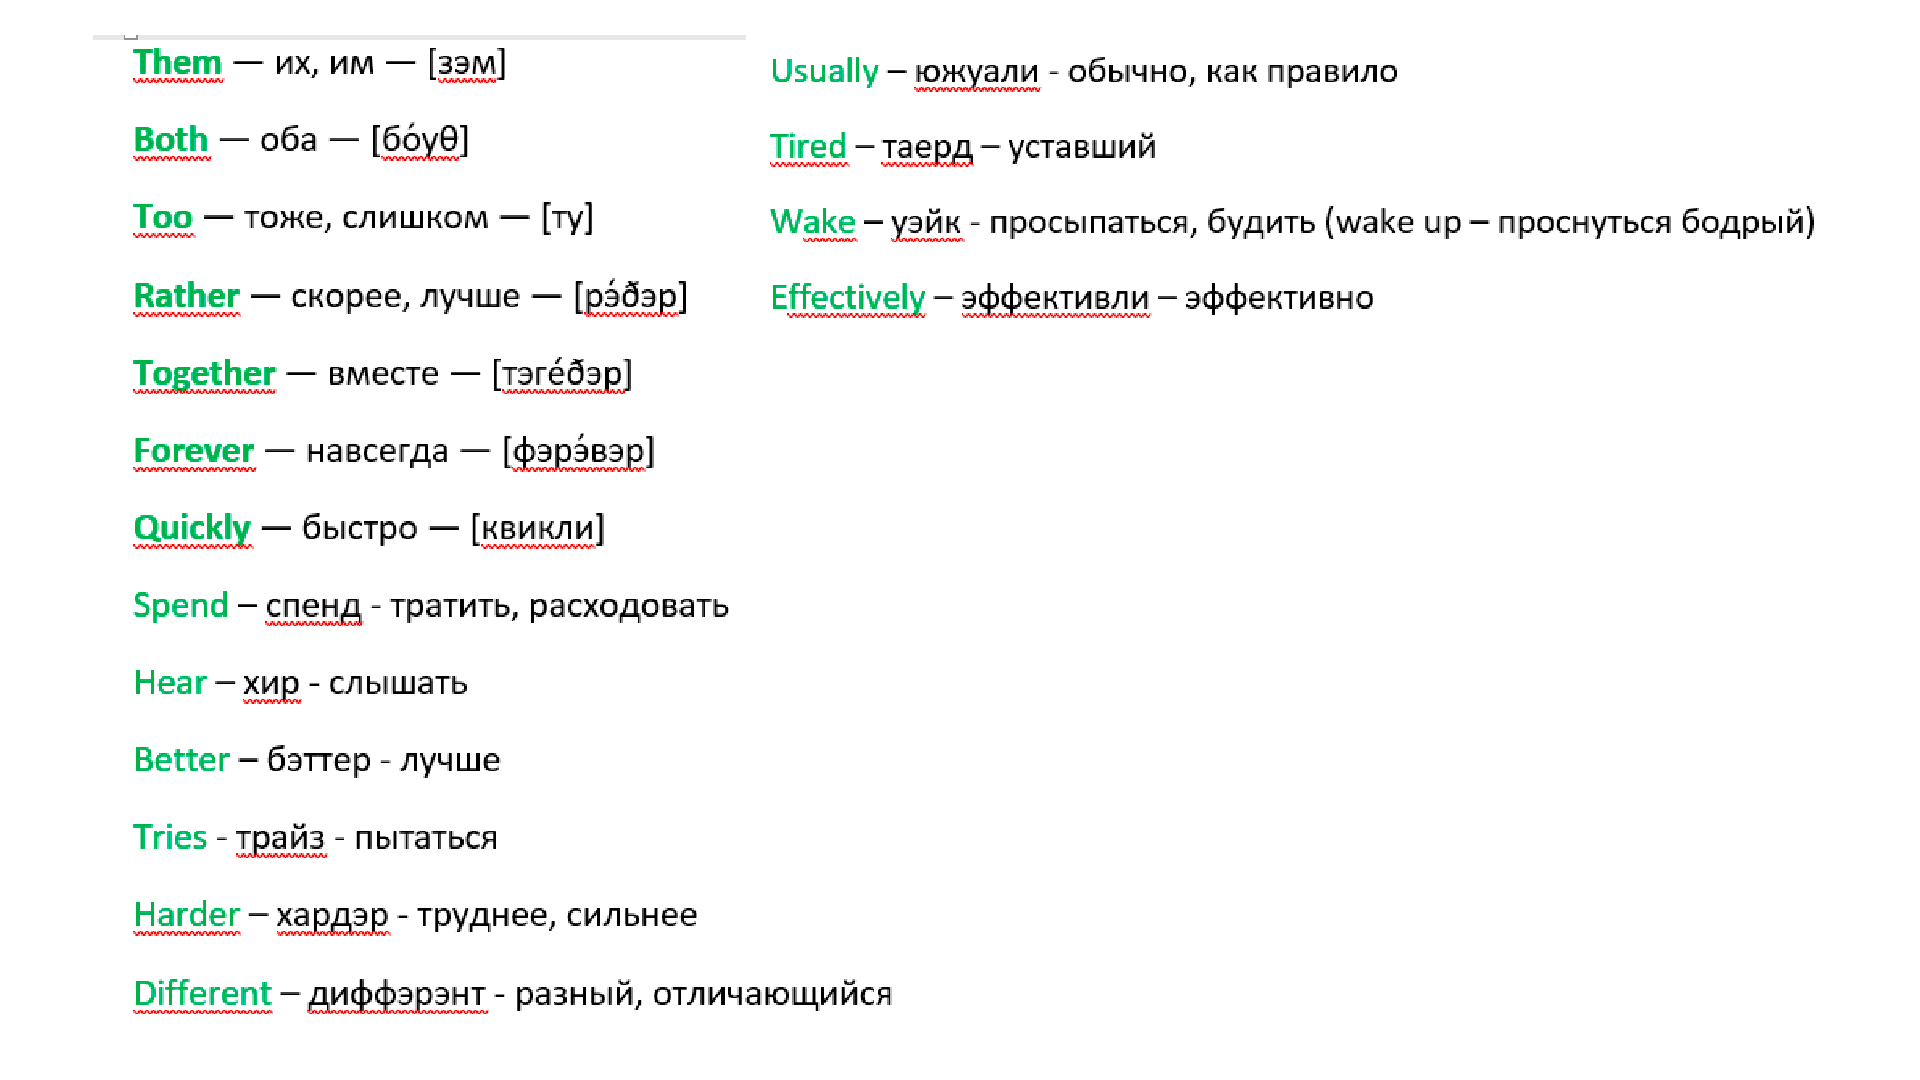 Them — их, им — [зэм]
Both — оба — [бо́уθ]
Too — тоже, слишком — [ту]
Rather — скорее, лучше — [рэ́ðэр]
Together — вместе — [тэге́ðэр]
Forever — навсегда — [фэрэ́вэр]
Quickly — быстро — [квикли]
Spend – спенд - тратить, расходовать
Hear – хир - слышать
Better – бэттер - лучше
Tries - трайз - пытаться
Harder – хардэр - труднее, сильнее
Different – диффэрэнт - разный, отличающийся
Usually – южуали - обычно, как правило
Tired – таерд – уставший
Wake – уэйк - просыпаться, будить (wake up – проснуться бодрый)
Effectively – эффективли – эффективно